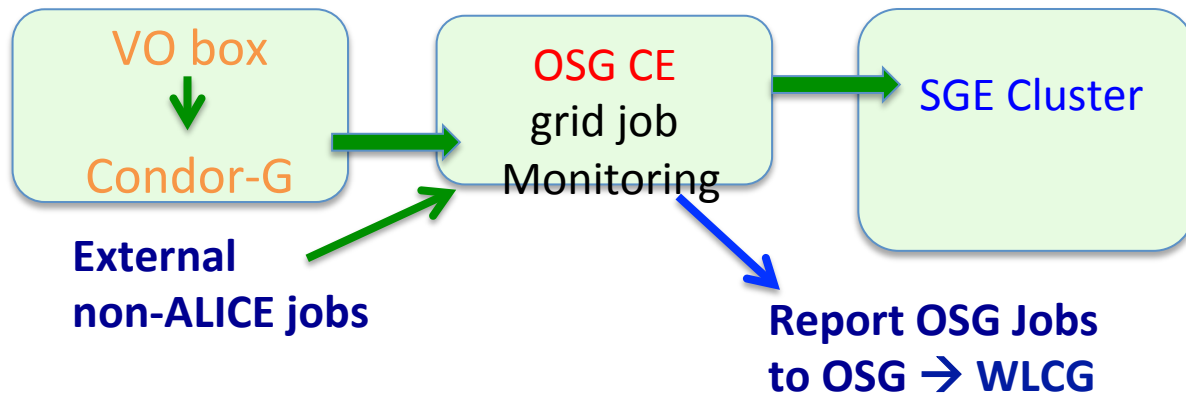 VO box
Condor-G
OSG CE
grid job
Monitoring
SGE Cluster
External
non-ALICE jobs
Report OSG Jobs
to OSG → WLCG